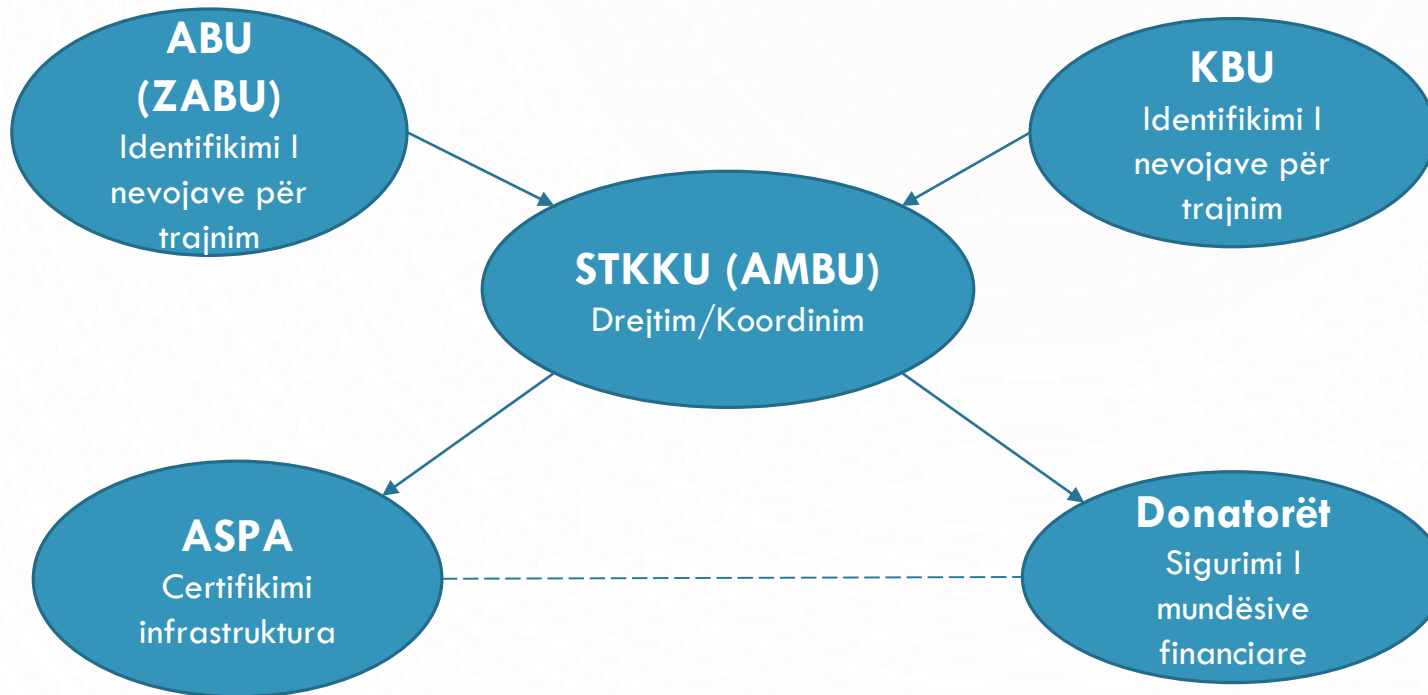 ABU
(ZABU)
Identifikimi I
nevojave për
trajnim
KBU
Identifikimi I
nevojave për
trajnim
STKKU (AMBU)
Drejtim/Koordinim
ASPA
Certifikimi
infrastruktura
Donatorët
Sigurimi I
mundësive
financiare